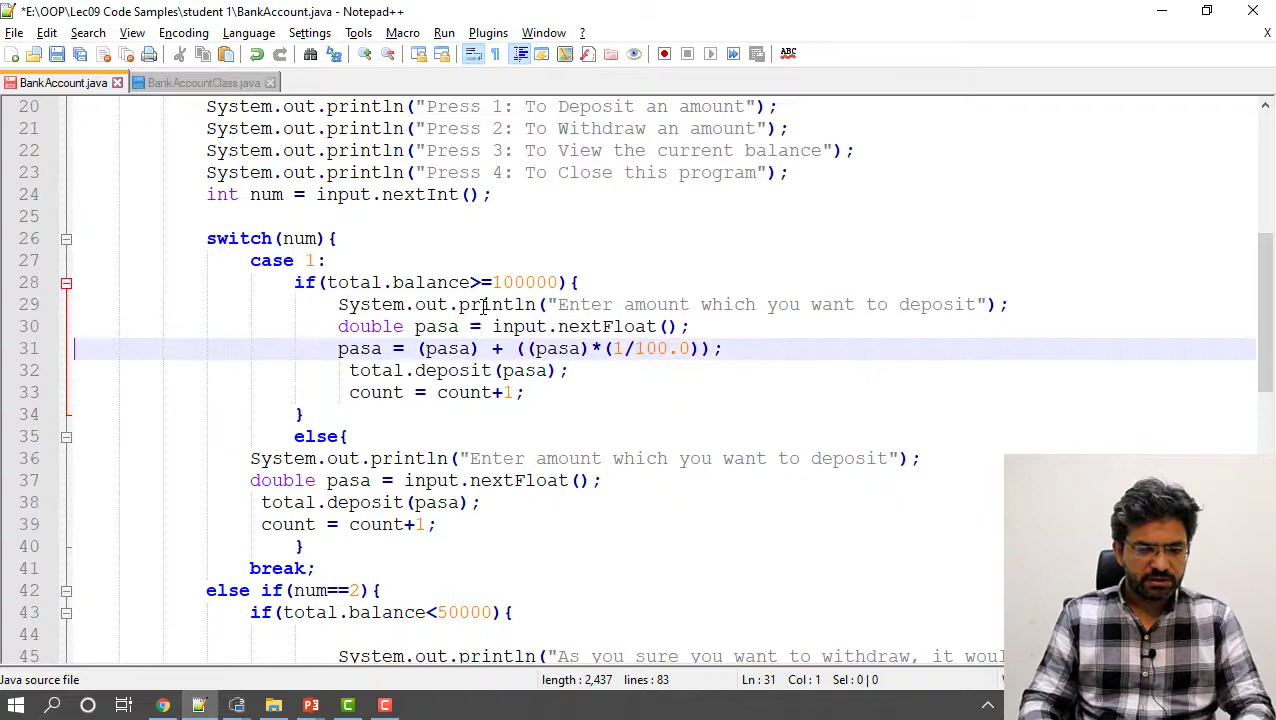 *E:\OOP\Lec09 Code Samples\student 1\BankAccount.java - Notepad++
File Edit Search View Encoding Language Settings Tools Macro Run Plugins Window ? X
BankAccount.java BankAccountClass.java
20 System.out.println("Press 1: To Deposit an amount");
21 System.out.println("Press 2: To Withdraw an amount");
22 System.out.println("Press 3: To View the current balance");
23 System.out.println("Press 4: To Close this program");
24 int num = input.nextInt();
25
26 switch(num){
27 case 1:
28 if(total.balance>=100000){
29 System.out.println("Enter amount which you want to deposit");
30 double pasa = input.nextFloat();
31 pasa = (pasa) + ((pasa)*(1/100.0));
32 total.deposit(pasa);
33 count = count+1;
34 }
35 else{
36 System.out.println("Enter amount which you want to deposit");
37 double pasa = input.nextFloat();
38 total.deposit(pasa);
39 count = count+1;
40 }
41 break;
42 else if(num==2){
43 if(total.balance<50000){
44
45 System.out.println("As you sure you want to withdraw, it wou
Java source file length : 2,437 lines : 83 Ln : 31 Col : 1 Sel : 0 | 0